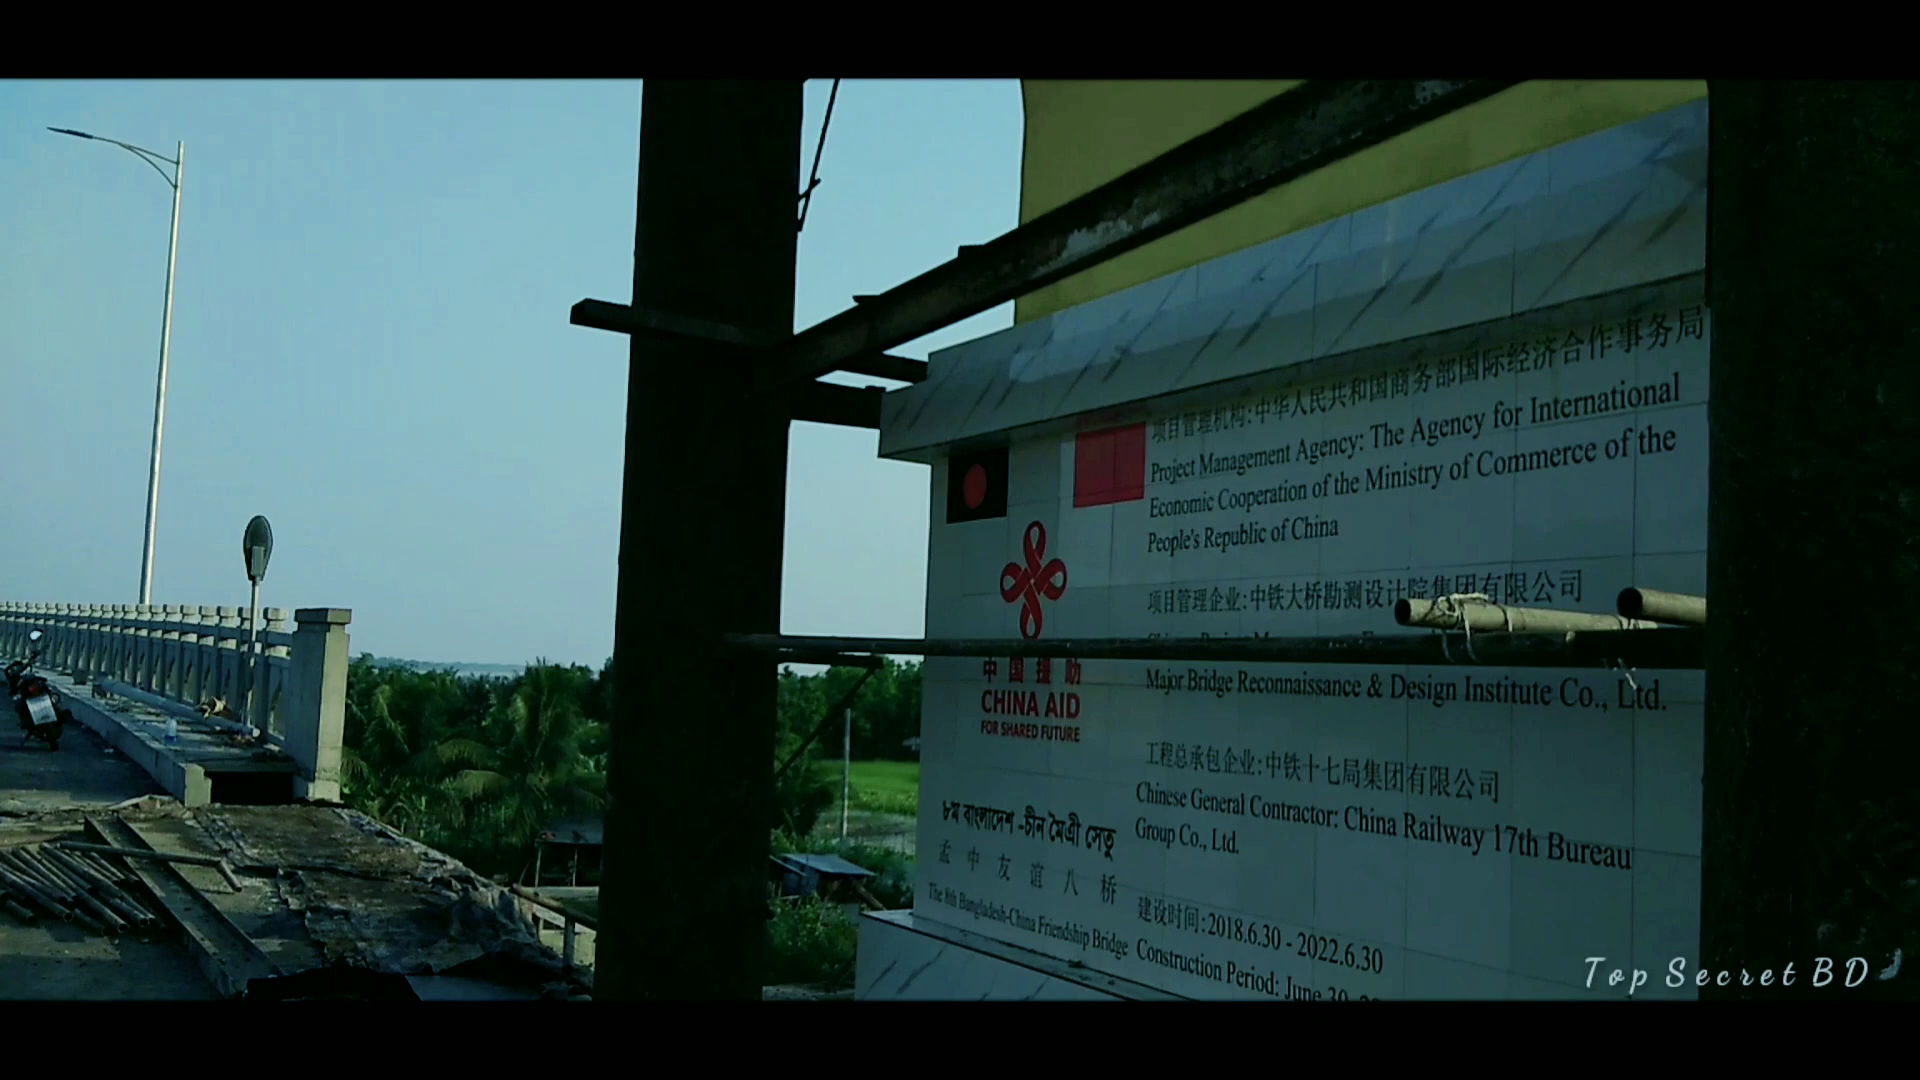 项目管理机构:中华人民共和国商务部国际经济合作事务局
Project Management Agency: The Agency for International
Economic Cooperation of the Ministry of Commerce of the
People's Republic of China
项目管理企业:中铁大桥勘测设计院集团有限公司
Major Bridge Reconnaissance & Design Institute Co., Ltd.
工程总承包企业:中铁十七局集团有限公司
Chinese General Contractor: China Railway 17th Bureau
Group Co., Ltd.
建设时间:2018.6.30 - 2022.6.30
Construction Period: June 30
中国援助
CHINA AID
FOR SHARED FUTURE
৮ম বাংলাদেশ -চীন মৈত্রী সেতু
孟中友谊八桥
The 8th Bangladesh-China Friendship Bridge
Top Secret BD